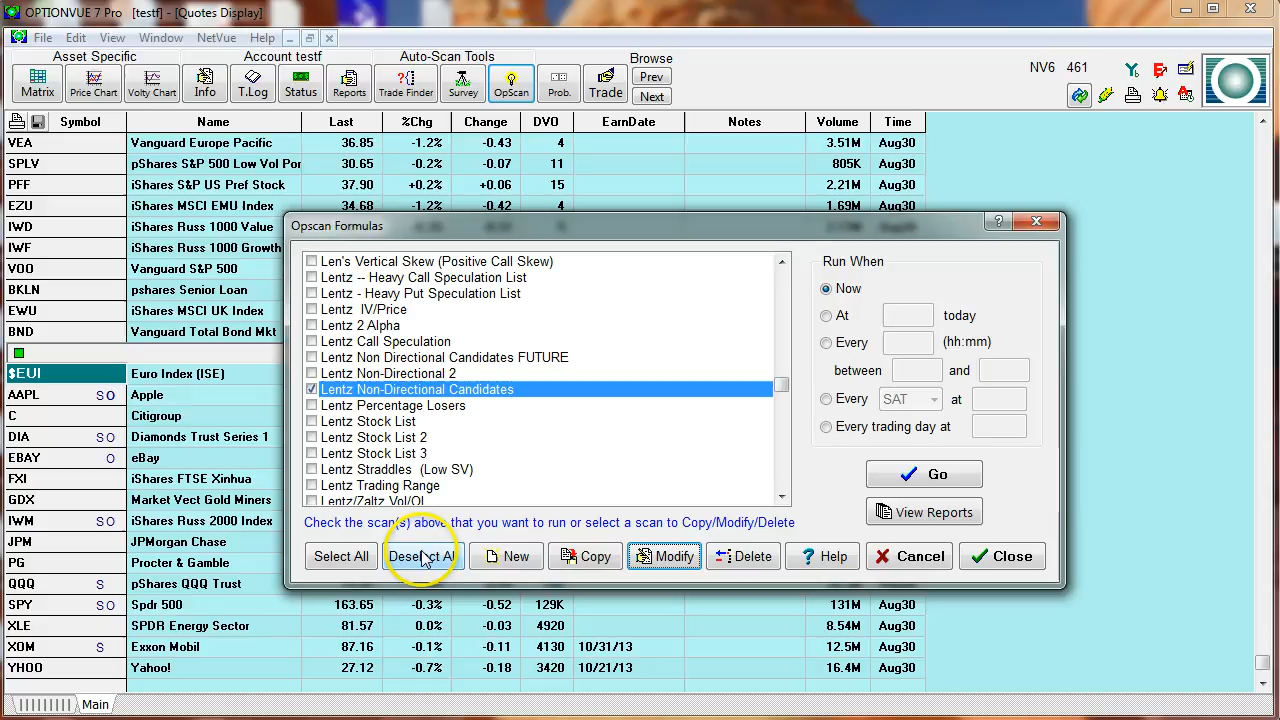 OPTIONVUE 7 Pro [testf] - [Quotes Display]
File Edit View Window NetVue Help
Asset Specific Account testf Auto-Scan Tools Browse
Matrix Price Chart Volty Chart Info T.Log Status Reports Trade Finder Survey OpScan Prob. Trade Prev Next
NV6 461
Symbol Name Last %Chg Change DVO EarnDate Notes Volume Time
VEA Vanguard Europe Pacific 36.85 -1.2% -0.43 4 3.51M Aug30
SPLV pShares S&P 500 Low Vol Por 30.65 -0.2% -0.07 11 805K Aug30
PFF iShares S&P US Pref Stock 37.90 +0.2% +0.06 15 2.21M Aug30
EZU iShares MSCI EMU Index 34.68 -1.2% -0.42 4 1.69M Aug30
IWD iShares Russ 1000 Value
IWF iShares Russ 1000 Growth
VOO Vanguard S&P 500
BKLN pshares Senior Loan
EWU iShares MSCI UK Index
BND Vanguard Total Bond Mkt
$EUI Euro Index (ISE)
AAPL SO Apple
C Citigroup
DIA SO Diamonds Trust Series 1
EBAY O eBay
FXI iShares FTSE Xinhua
GDX Market Vect Gold Miners
IWM SO iShares Russ 2000 Index
JPM JPMorgan Chase
PG Procter & Gamble
QQQ S pShares QQQ Trust
SPY SO Spdr 500 163.65 -0.3% -0.52 129K 131M Aug30
XLE SPDR Energy Sector 81.57 0.0% -0.03 4920 8.54M Aug30
XOM S Exxon Mobil 87.16 -0.1% -0.11 4130 10/31/13 12.5M Aug30
YHOO Yahoo! 27.12 -0.7% -0.18 3420 10/21/13 16.4M Aug30
Main
Opscan Formulas
Len's Vertical Skew (Positive Call Skew)
Lentz -- Heavy Call Speculation List
Lentz - Heavy Put Speculation List
Lentz IV/Price
Lentz 2 Alpha
Lentz Call Speculation
Lentz Non Directional Candidates FUTURE
Lentz Non-Directional 2
Lentz Non-Directional Candidates
Lentz Percentage Losers
Lentz Stock List
Lentz Stock List 2
Lentz Stock List 3
Lentz Straddles (Low SV)
Lentz Trading Range
Lentz/Zaltz Vol/OI
Run When
Now
At today
Every (hh:mm)
between and
Every SAT at
Every trading day at
Go
View Reports
Check the scan(s) above that you want to run or select a scan to Copy/Modify/Delete
Select All Deselect All New Copy Modify Delete Help Cancel Close